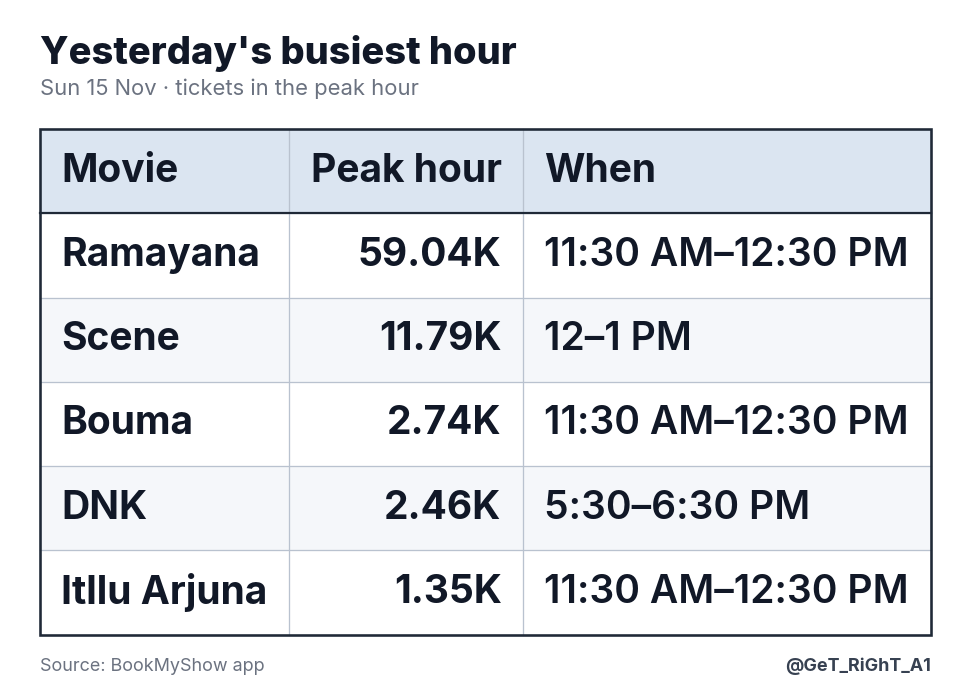 Yesterday's busiest hour
Sun 15 Nov · tickets in the peak hour
Movie Peak hour When
Ramayana 59.04K 11:30 AM–12:30 PM
Scene 11.79K 12–1 PM
Bouma 2.74K 11:30 AM–12:30 PM
DNK 2.46K 5:30–6:30 PM
Itllu Arjuna 1.35K 11:30 AM–12:30 PM
Source: BookMyShow app @GeT_RiGhT_A1